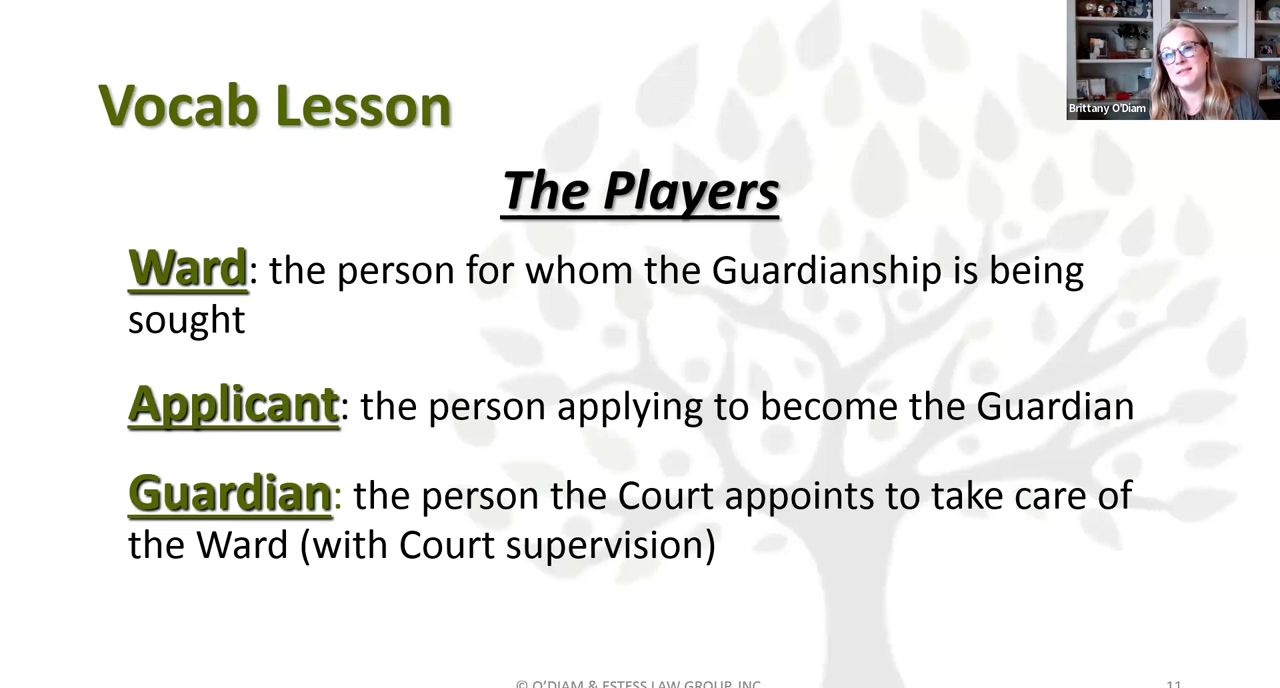 Vocab Lesson
Brittany O'Diam
The Players
Ward: the person for whom the Guardianship is being
sought
Applicant: the person applying to become the Guardian
Guardian: the person the Court appoints to take care of
the Ward (with Court supervision)
© O'DIAM & ESTESS LAW GROUP, INC.
11